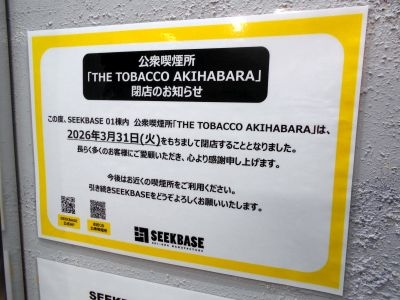 公衆喫煙所
「THE TOBACCO AKIHABARA」
閉店のお知らせ
この度、SEEKBASE 01棟内 公衆喫煙所「THE TOBACCO AKIHABARA」は、
2026年3月31日(火)をもちまして閉店することとなりました。
長らく多くのお客様にご愛顧いただき、心より感謝申し上げます。
今後はお近くの喫煙所をご利用ください。
引き続きSEEKBASEをどうぞよろしくお願いいたします。
SEEKBASE
AKI-OKA MANUFACTURE